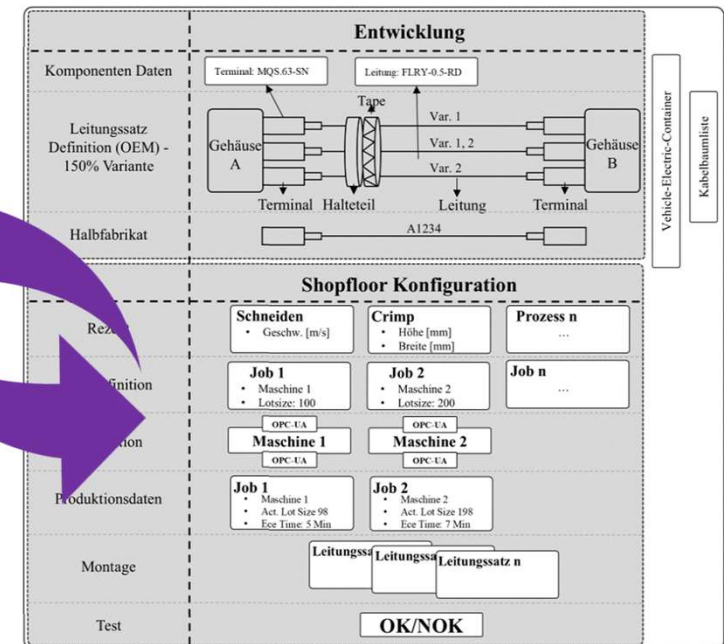 Entwicklung
Komponenten Daten
Terminal: MQS.63-SN
Leitung: FLRY-0.5-RD
Leitungssatz
Definition (OEM) -
150% Variante
Tape
Gehäuse
A
Var. 1
Var. 1, 2
Var. 2
Gehäuse
B
Terminal
Halteteil
Leitung
Terminal
Halbfabrikat
A1234
Vehicle-Electric-Container
Kabelbaumliste
Shopfloor Konfiguration
Schneiden
• Geschw. [m/s]
Crimp
• Höhe [mm]
• Breite [mm]
Prozess n
...
Job 1
• Maschine 1
• Lotsize: 100
Job 2
• Maschine 2
• Lotsize: 200
Job n
...
OPC-UA
Maschine 1
OPC-UA
OPC-UA
Maschine 2
OPC-UA
Produktionsdaten
Job 1
• Maschine 1
• Act. Lot Size 98
• Ece Time: 5 Min
Job 2
• Maschine 2
• Act. Lot Size 198
• Ece Time: 7 Min
Montage
Leitungssatz n
Test
OK/NOK